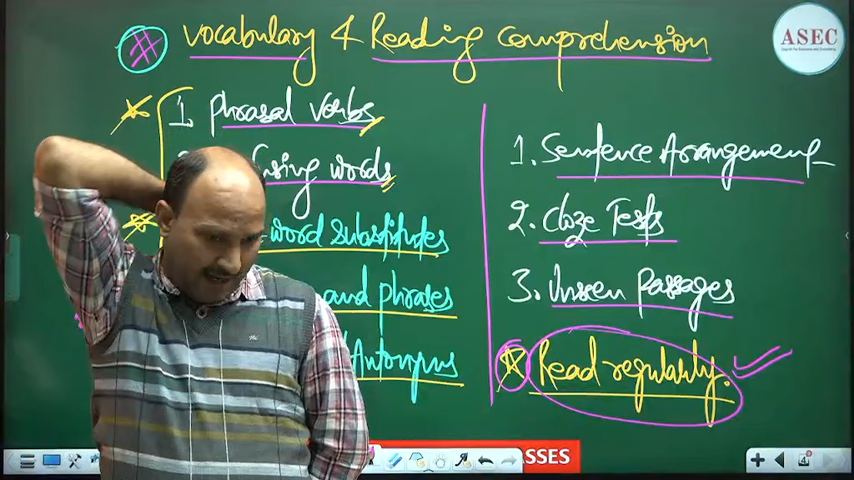 Vocabulary & Reading Comprehension
ASEC
1. Phrasal Verbs
words
-word Substitutes
and phrases
Antonyms
1. Sentence Arrangement
2. Cloze Tests
3. Unseen Passages
Read regularly.
SSES